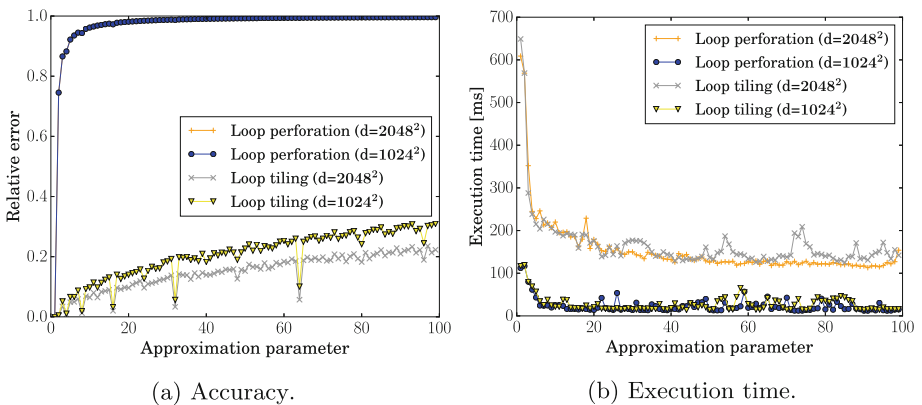 1.0
0.8
0.6
0.4
0.2
0.0
0
20
40
60
80
100
Relative error
Approximation parameter
Loop perforation (d=2048²)
Loop perforation (d=1024²)
Loop tiling (d=2048²)
Loop tiling (d=1024²)
(a) Accuracy.
700
600
500
400
300
200
100
0
0
20
40
60
80
100
Execution time [ms]
Approximation parameter
Loop perforation (d=2048²)
Loop perforation (d=1024²)
Loop tiling (d=2048²)
Loop tiling (d=1024²)
(b) Execution time.